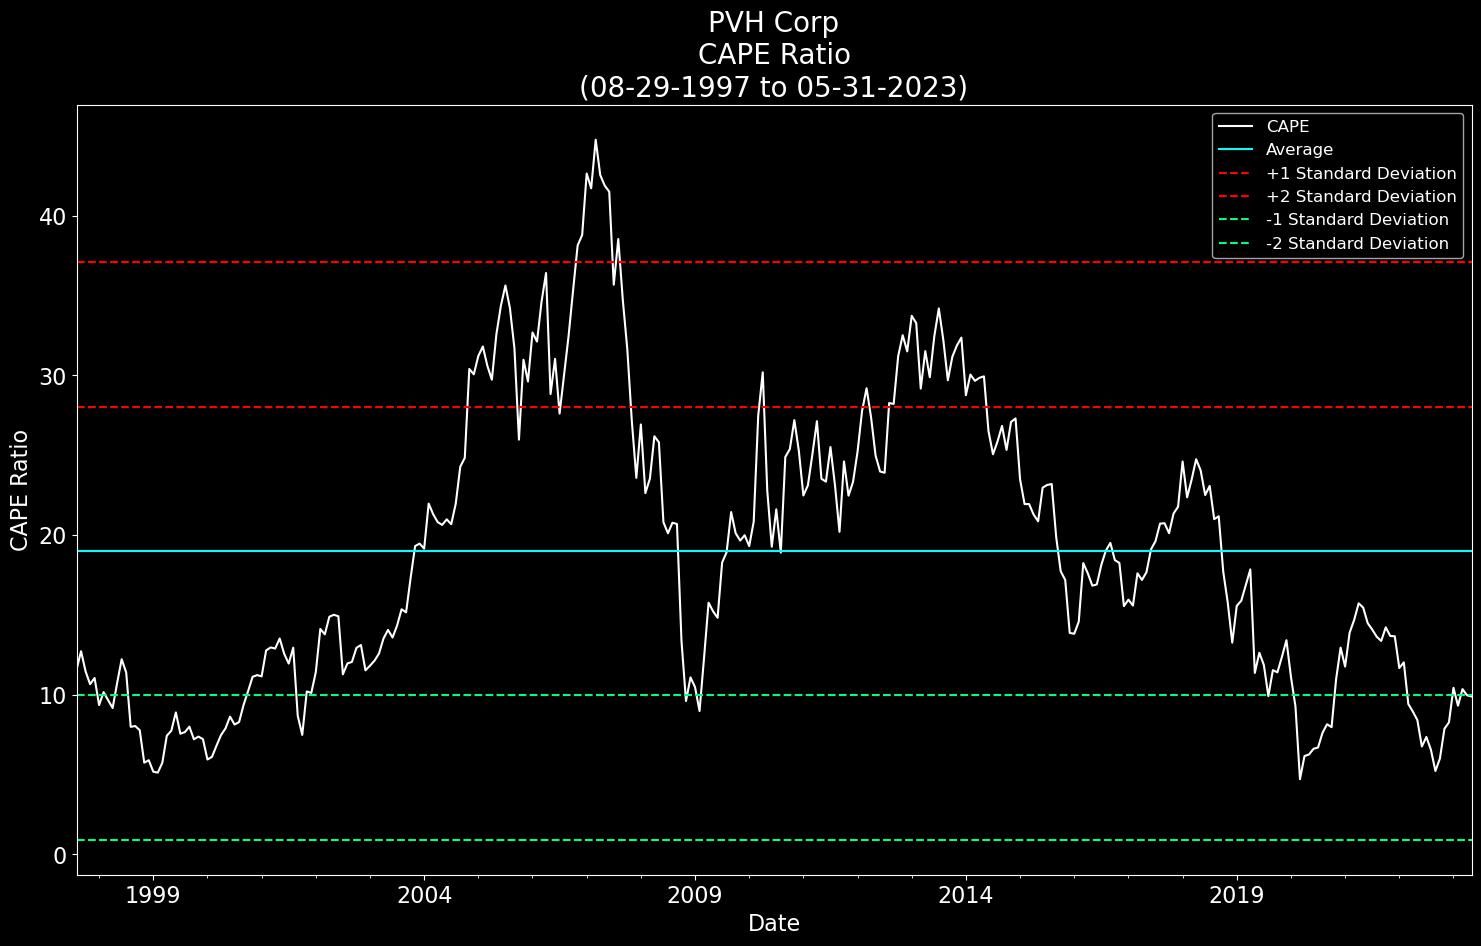 PVH Corp
CAPE Ratio
(08-29-1997 to 05-31-2023)
CAPE
Average
+1 Standard Deviation
+2 Standard Deviation
-1 Standard Deviation
-2 Standard Deviation
CAPE Ratio
40
30
20
10
0
1999 2004 2009 2014 2019
Date